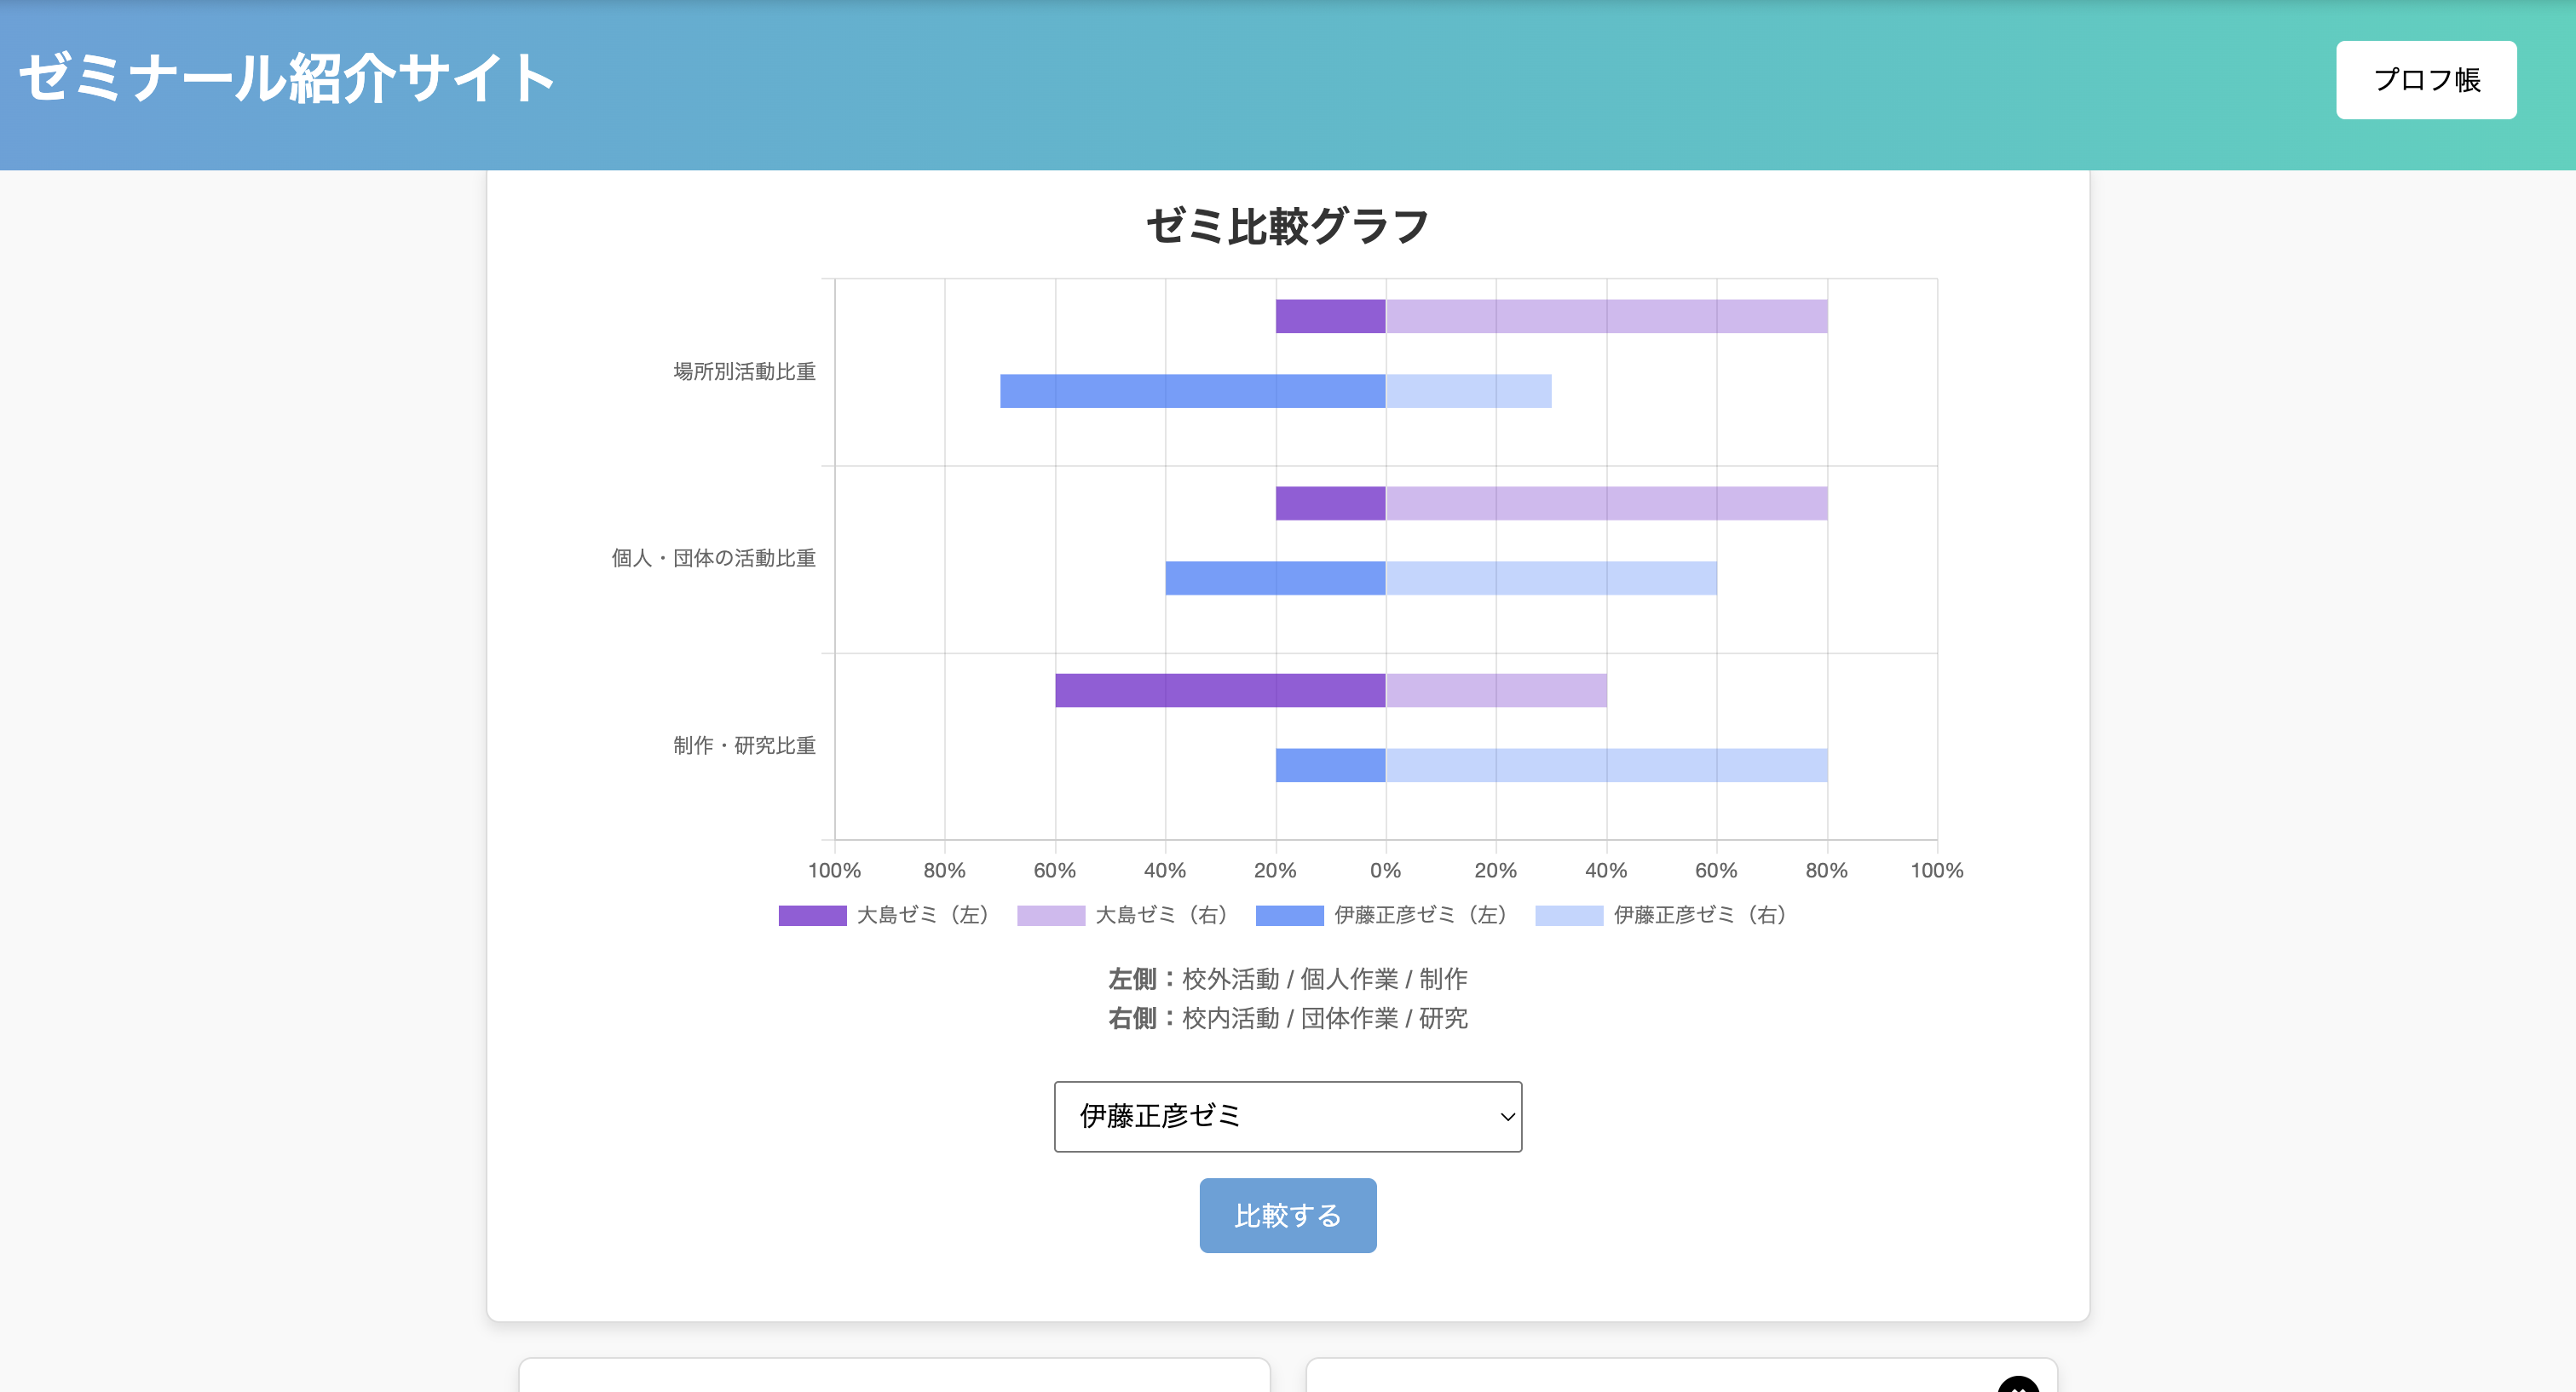 ゼミナール紹介サイト
プロフ帳
ゼミ比較グラフ
場所別活動比重
個人・団体の活動比重
制作・研究比重
100% 80% 60% 40% 20% 0% 20% 40% 60% 80% 100%
大島ゼミ（左） 大島ゼミ（右） 伊藤正彦ゼミ（左） 伊藤正彦ゼミ（右）
左側：校外活動 / 個人作業 / 制作
右側：校内活動 / 団体作業 / 研究
伊藤正彦ゼミ
比較する